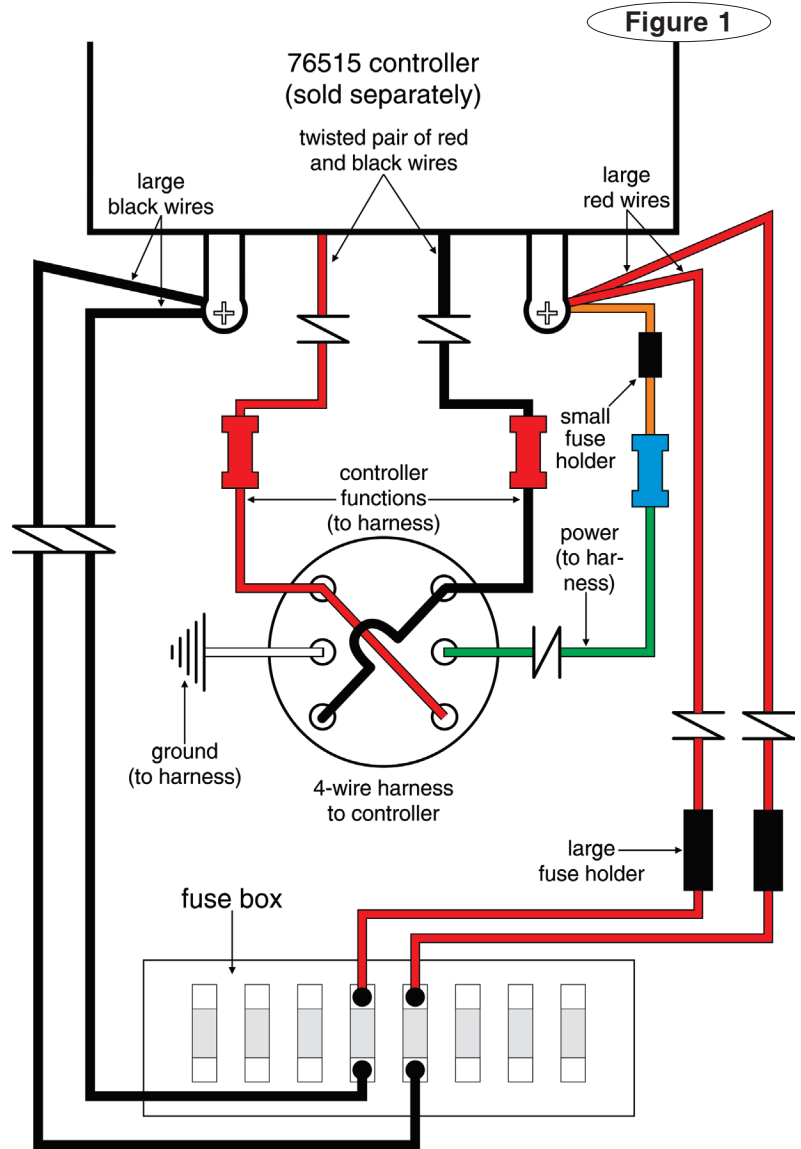 Figure 1
76515 controller
(sold separately)
twisted pair of red
and black wires
large
black wires
large
red wires
small
fuse
holder
controller
functions
(to harness)
power
(to har-
ness)
ground
(to harness)
4-wire harness
to controller
large
fuse holder
fuse box